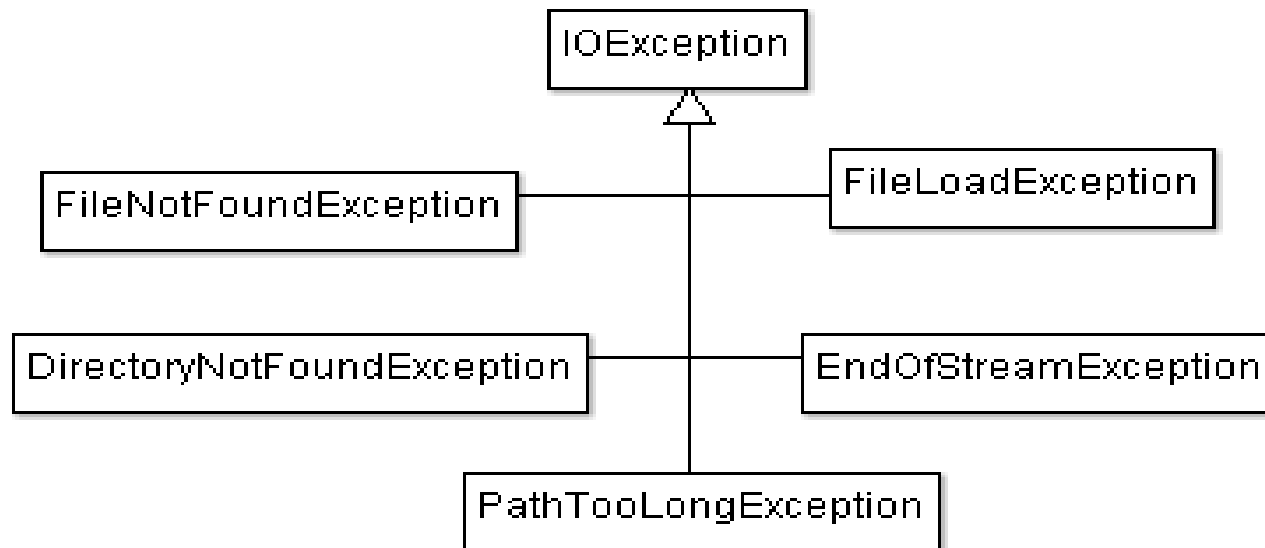 IOException
FileNotFoundException
FileLoadException
DirectoryNotFoundException
EndOfStreamException
PathTooLongException